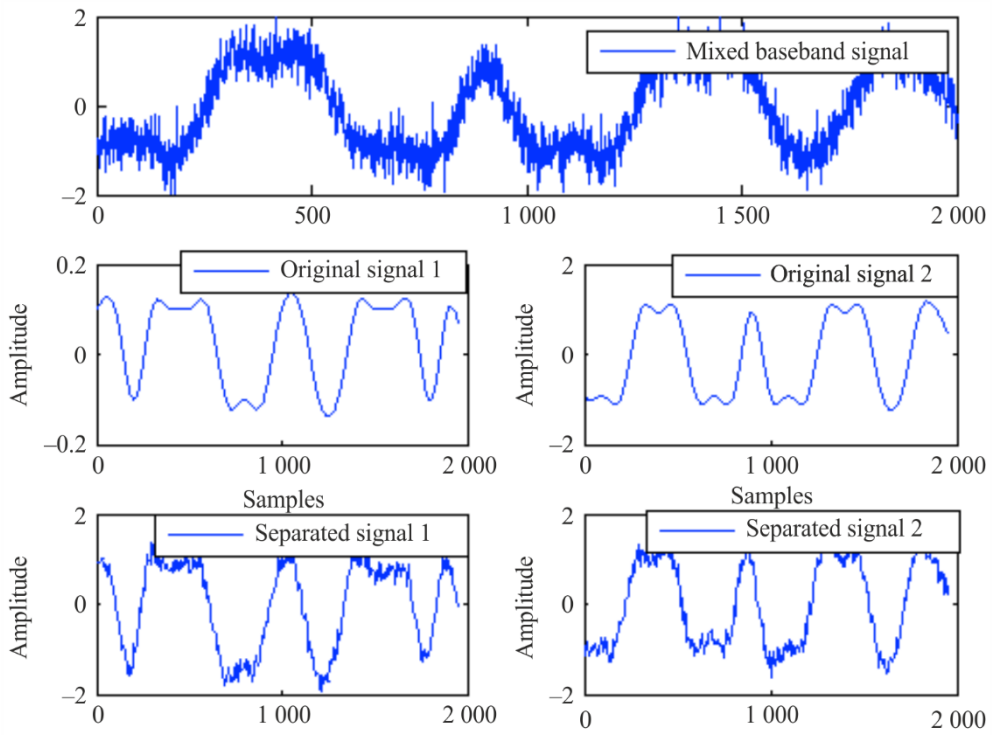 2
0
−2
Mixed baseband signal
0 500 1 000 1 500 2 000
0.2
0
−0.2
Amplitude
Original signal 1
0 1 000 2 000
Samples
2
0
−2
Amplitude
Original signal 2
0 1 000 2 000
Samples
2
0
−2
Amplitude
Separated signal 1
0 1 000 2 000
2
0
−2
Amplitude
Separated signal 2
0 1 000 2 000